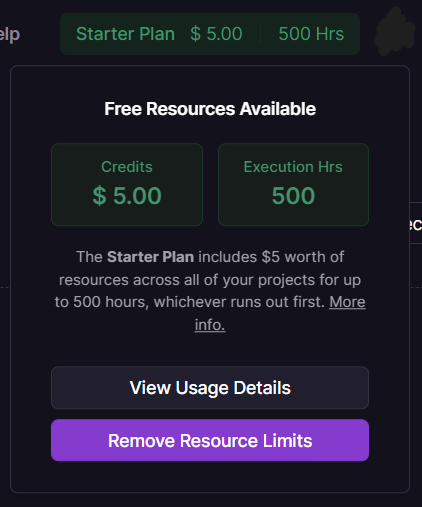 elp
Starter Plan $ 5.00 500 Hrs
Free Resources Available
Credits Execution Hrs
$ 5.00 500
ec
The Starter Plan includes $5 worth of
resources across all of your projects for up
to 500 hours, whichever runs out first. More
info.
View Usage Details
Remove Resource Limits